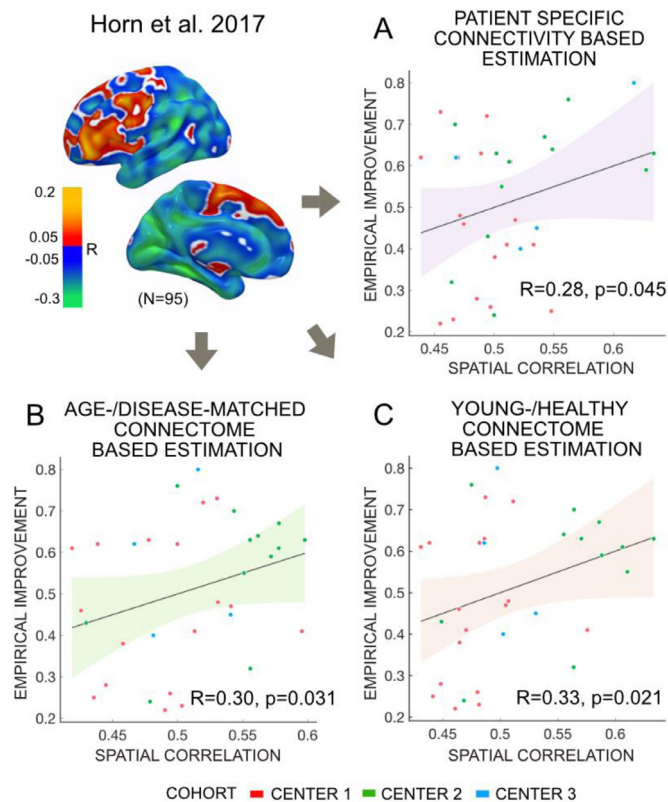 Horn et al. 2017
0.2
0.05
-0.05
-0.3
R
(N=95)
A
PATIENT SPECIFIC
CONNECTIVITY BASED
ESTIMATION
EMPIRICAL IMPROVEMENT
0.8
0.7
0.6
0.5
0.4
0.3
0.2
R=0.28, p=0.045
0.45 0.5 0.55 0.6
SPATIAL CORRELATION
B
AGE-/DISEASE-MATCHED
CONNECTOME
BASED ESTIMATION
EMPIRICAL IMPROVEMENT
0.8
0.7
0.6
0.5
0.4
0.3
0.2
R=0.30, p=0.031
0.45 0.5 0.55 0.6
SPATIAL CORRELATION
C
YOUNG-/HEALTHY
CONNECTOME
BASED ESTIMATION
EMPIRICAL IMPROVEMENT
0.8
0.7
0.6
0.5
0.4
0.3
0.2
R=0.33, p=0.021
0.45 0.5 0.55 0.6
SPATIAL CORRELATION
COHORT CENTER 1 CENTER 2 CENTER 3